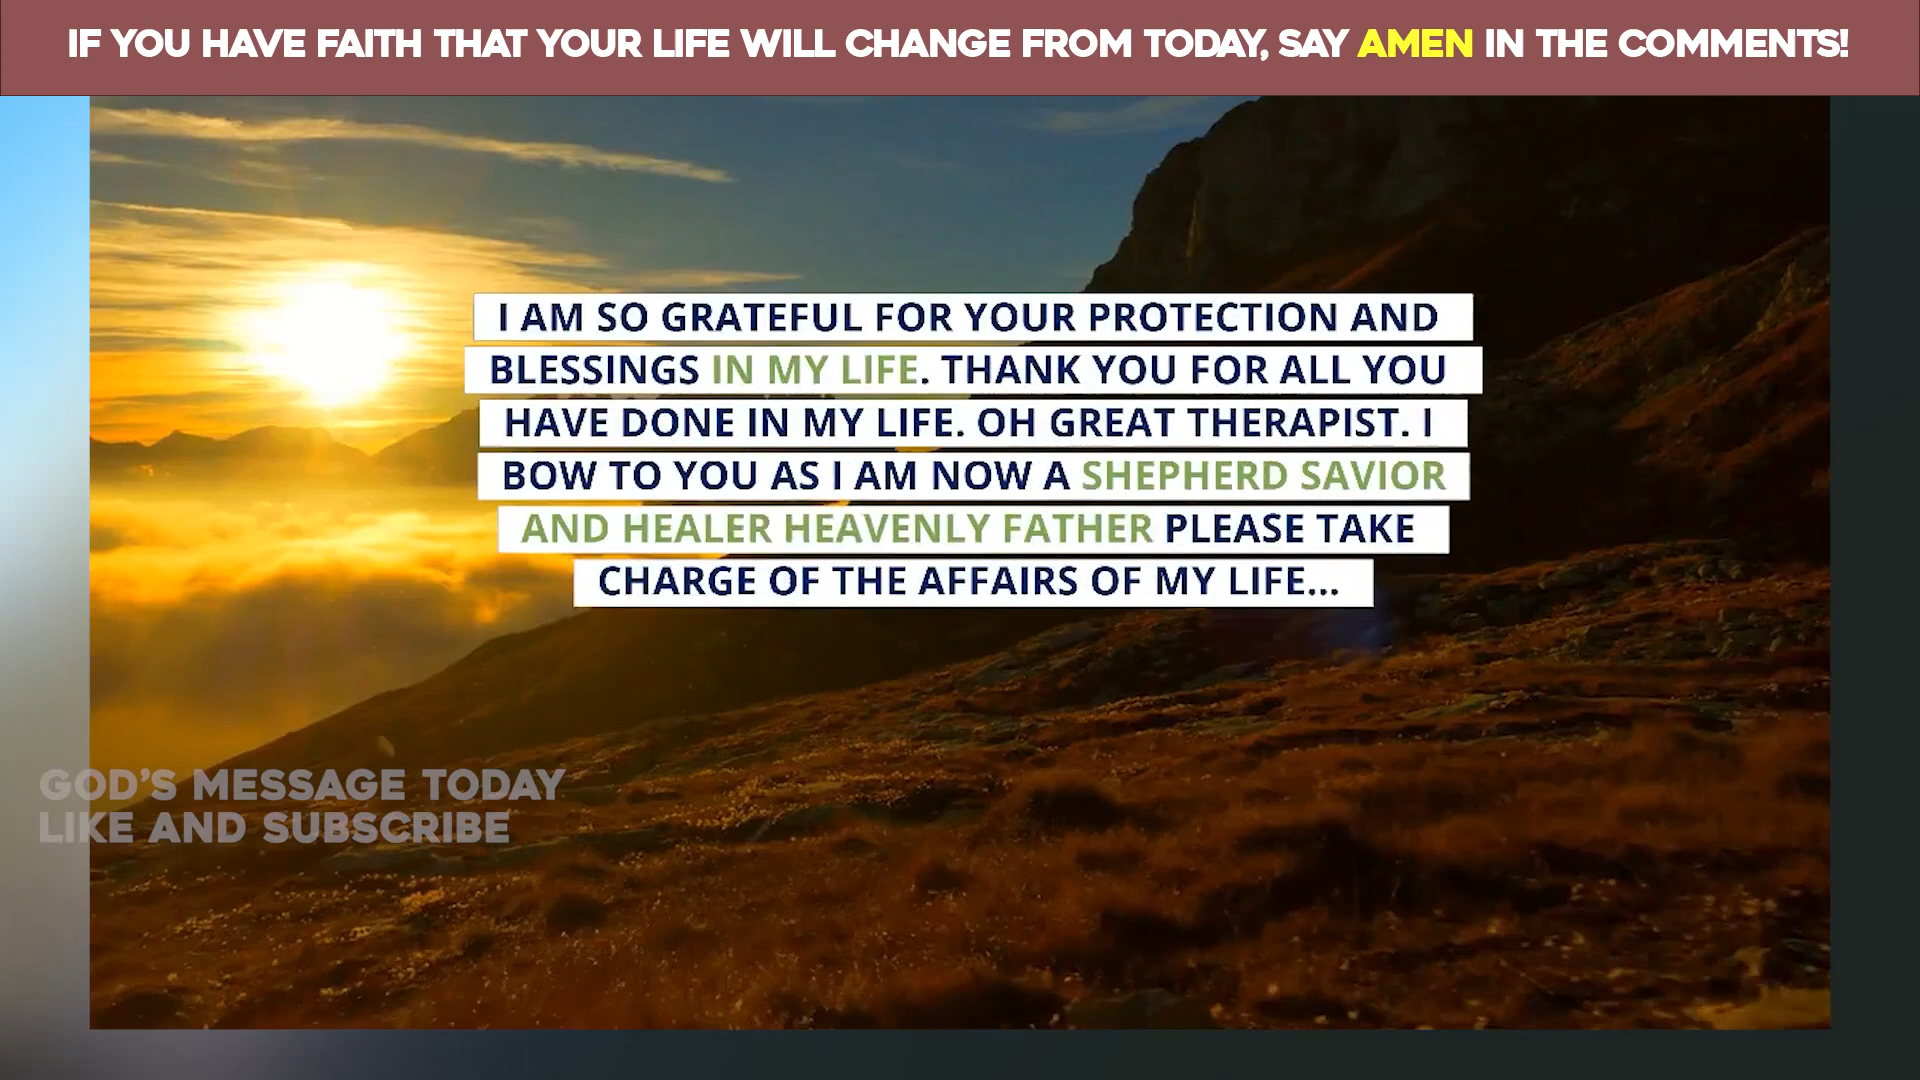 IF YOU HAVE FAITH THAT YOUR LIFE WILL CHANGE FROM TODAY, SAY AMEN IN THE COMMENTS!
I AM SO GRATEFUL FOR YOUR PROTECTION AND
BLESSINGS IN MY LIFE. THANK YOU FOR ALL YOU
HAVE DONE IN MY LIFE. OH GREAT THERAPIST. I
BOW TO YOU AS I AM NOW A SHEPHERD SAVIOR
AND HEALER HEAVENLY FATHER PLEASE TAKE
CHARGE OF THE AFFAIRS OF MY LIFE...
GOD'S MESSAGE TODAY
LIKE AND SUBSCRIBE